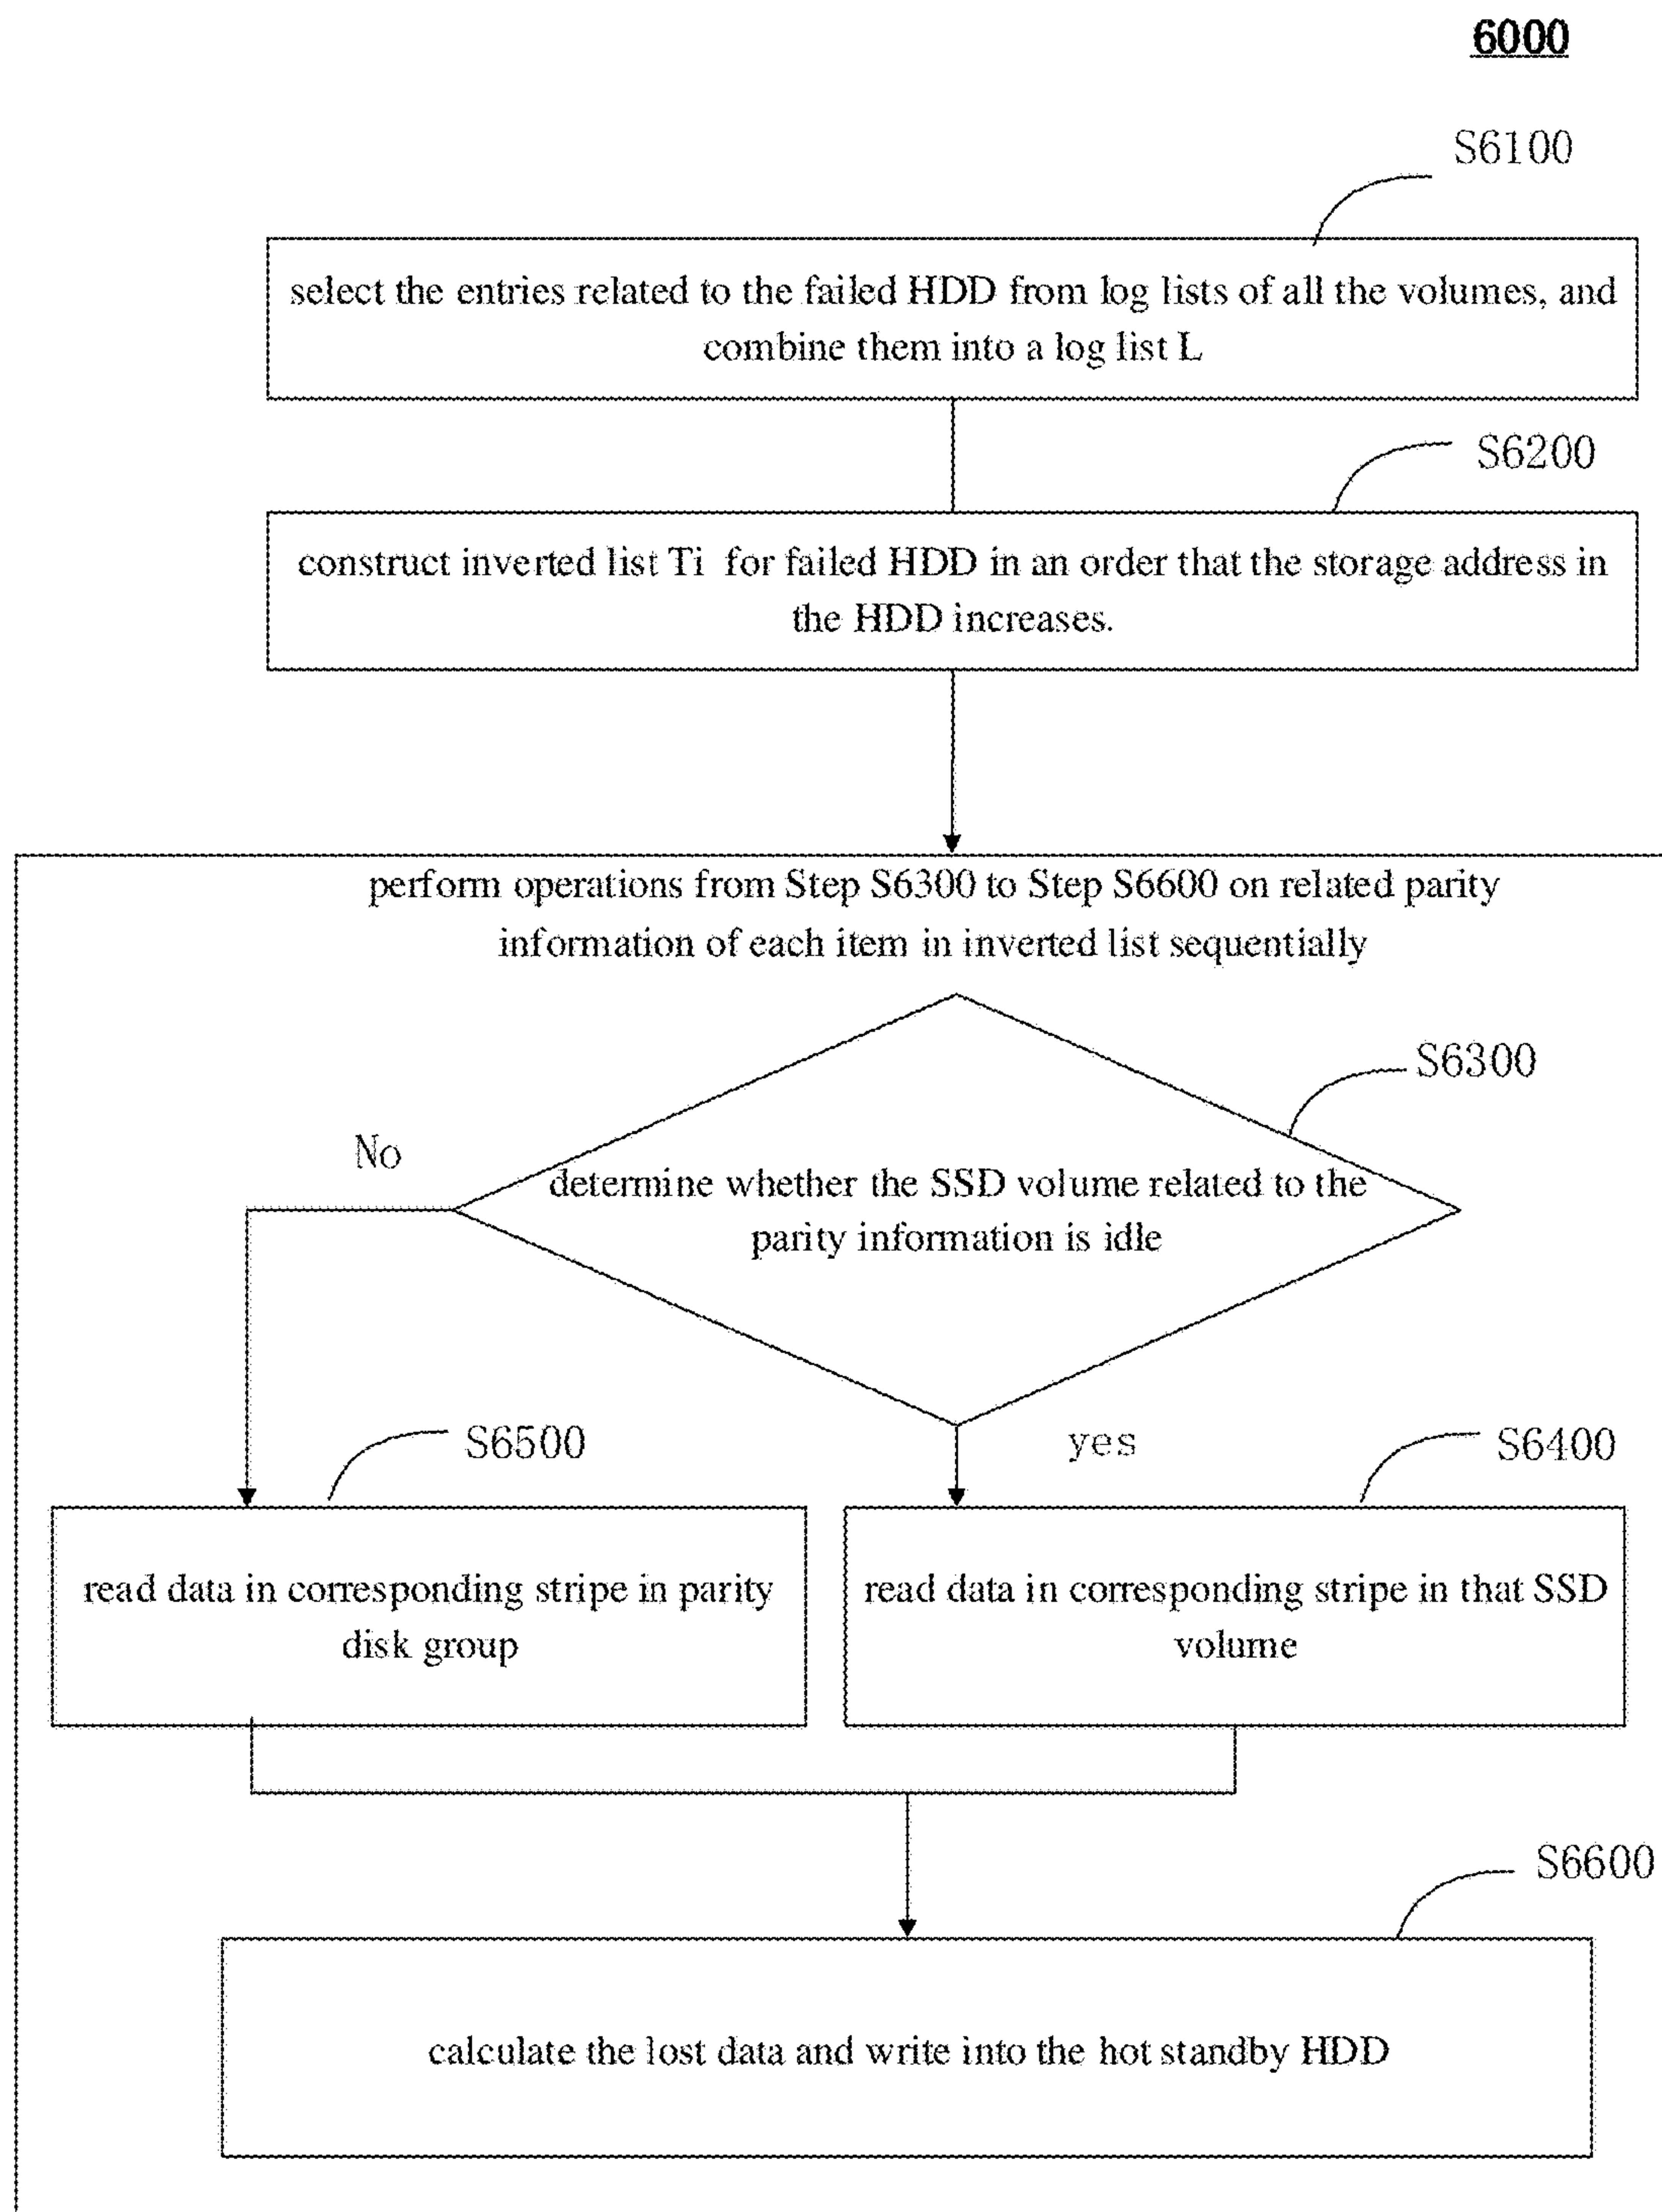 6000
S6100
select the entries related to the failed HDD from log lists of all the volumes, and
combine them into a log list L
S6200
construct inverted list Ti for failed HDD in an order that the storage address in
the HDD increases.
perform operations from Step S6300 to Step S6600 on related parity
information of each item in inverted list sequentially
S6300
No
determine whether the SSD volume related to the
parity information is idle
S6500
yes
S6400
read data in corresponding stripe in parity
disk group
read data in corresponding stripe in that SSD
volume
S6600
calculate the lost data and write into the hot standby HDD